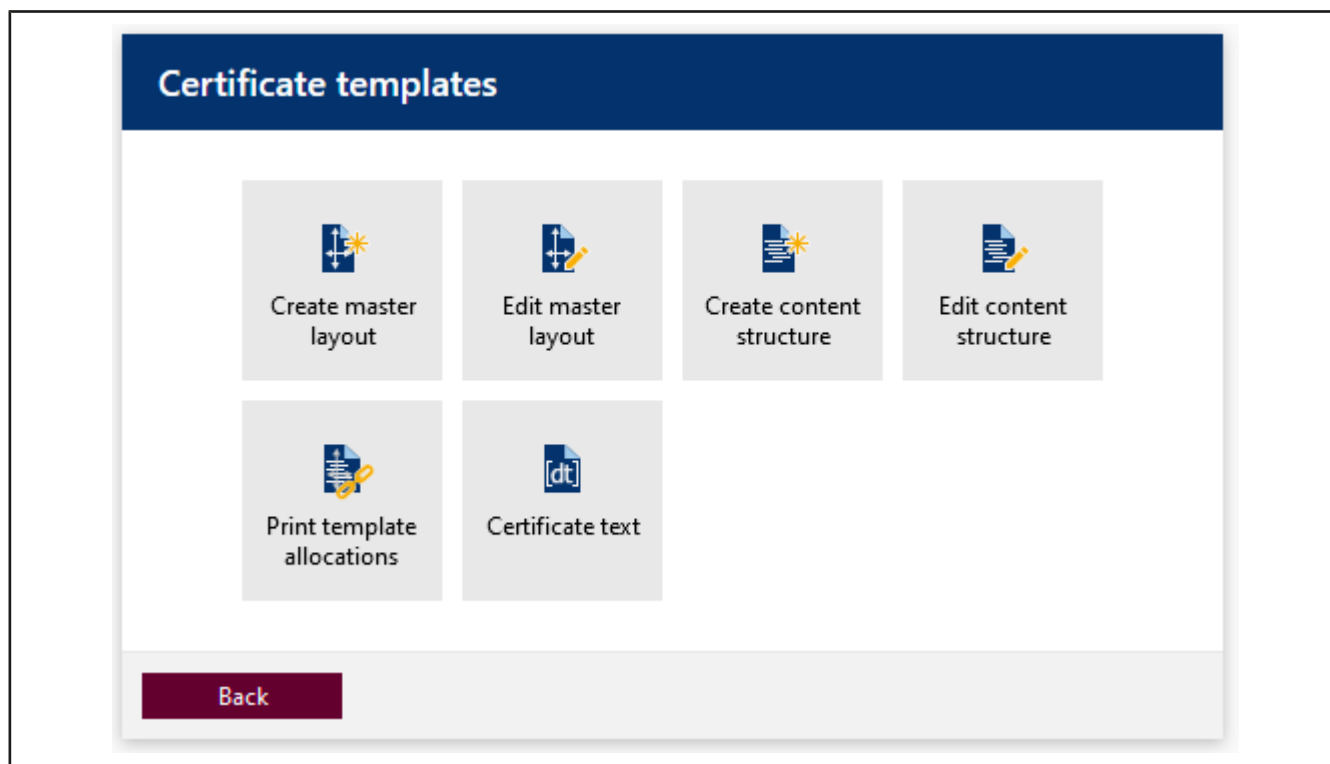 Certificate templates
Create master
layout
Edit master
layout
Create content
structure
Edit content
structure
Print template
allocations
[dt]
Certificate text
Back